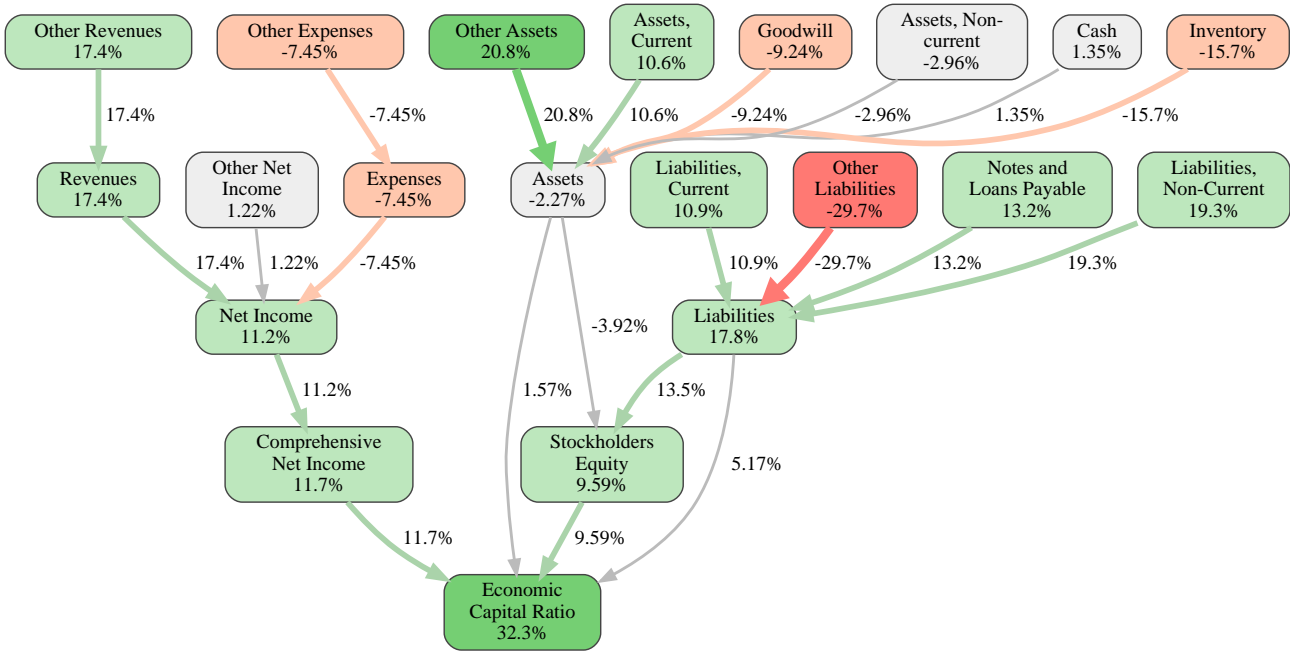 Other Revenues
17.4%
Other Expenses
-7.45%
Other Assets
20.8%
Assets,
Current
10.6%
Goodwill
-9.24%
Assets, Non-
current
-2.96%
Cash
1.35%
Inventory
-15.7%
17.4%
-7.45%
20.8%
10.6%
-9.24%
-2.96%
1.35%
-15.7%
Revenues
17.4%
Other Net
Income
1.22%
Expenses
-7.45%
Assets
-2.27%
Liabilities,
Current
10.9%
Other
Liabilities
-29.7%
Notes and
Loans Payable
13.2%
Liabilities,
Non-Current
19.3%
17.4%
1.22%
-7.45%
10.9%
-29.7%
13.2%
19.3%
Net Income
11.2%
-3.92%
Liabilities
17.8%
11.2%
1.57%
13.5%
Comprehensive
Net Income
11.7%
Stockholders
Equity
9.59%
5.17%
11.7%
9.59%
Economic
Capital Ratio
32.3%